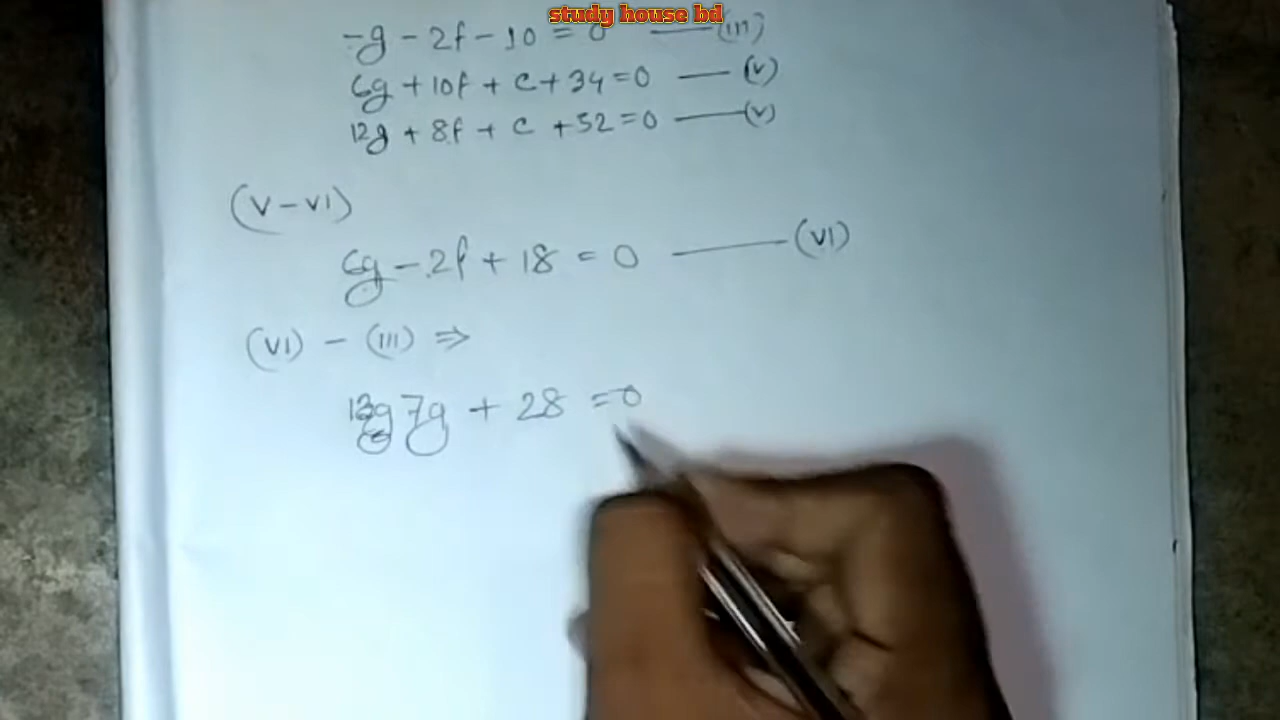 study house bd
-g - 2f - 10 = 0 —— (III)
6g + 10f + c + 34 = 0 —— (V)
12g + 8f + c + 52 = 0 —— (V)
(V - VI)
6g - 2f + 18 = 0 —— (VI)
(VI) - (III) ⇒
7g + 28 = 0